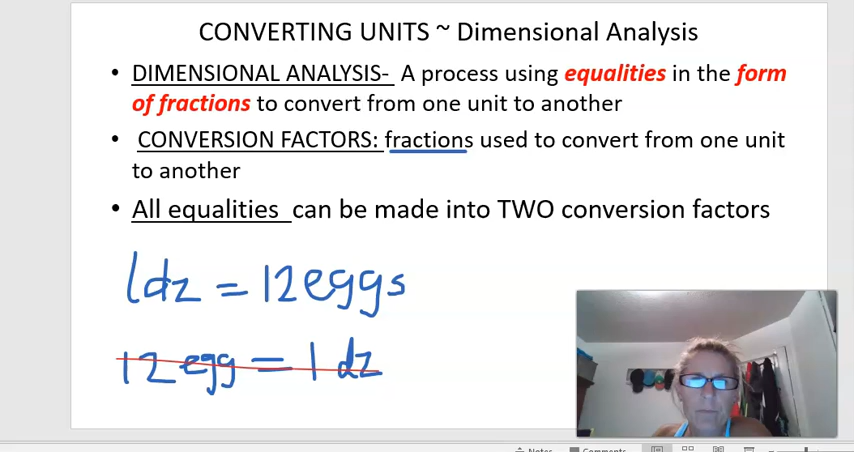 CONVERTING UNITS ~ Dimensional Analysis
• DIMENSIONAL ANALYSIS- A process using equalities in the form
of fractions to convert from one unit to another
• CONVERSION FACTORS: fractions used to convert from one unit
to another
• All equalities can be made into TWO conversion factors
1dz = 12eggs
12 egg = 1 dz
Notes Comments